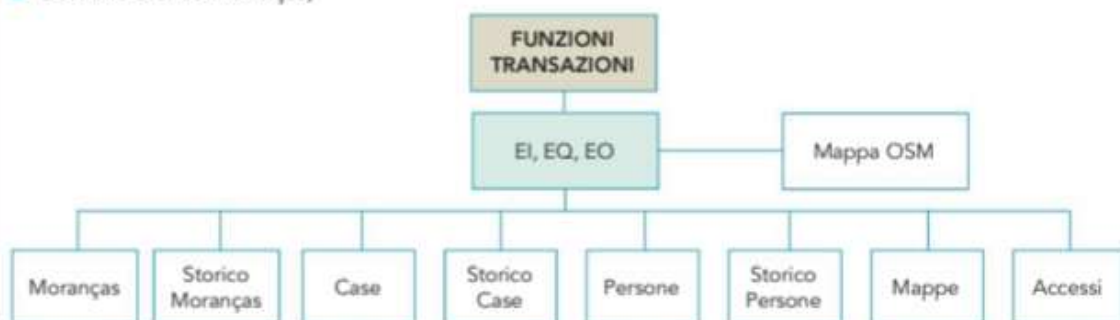 FUNZIONI
TRANSAZIONI
EI, EQ, EO
Mappa OSM
Moranças
Storico
Moranças
Case
Storico
Case
Persone
Storico
Persone
Mappe
Accessi